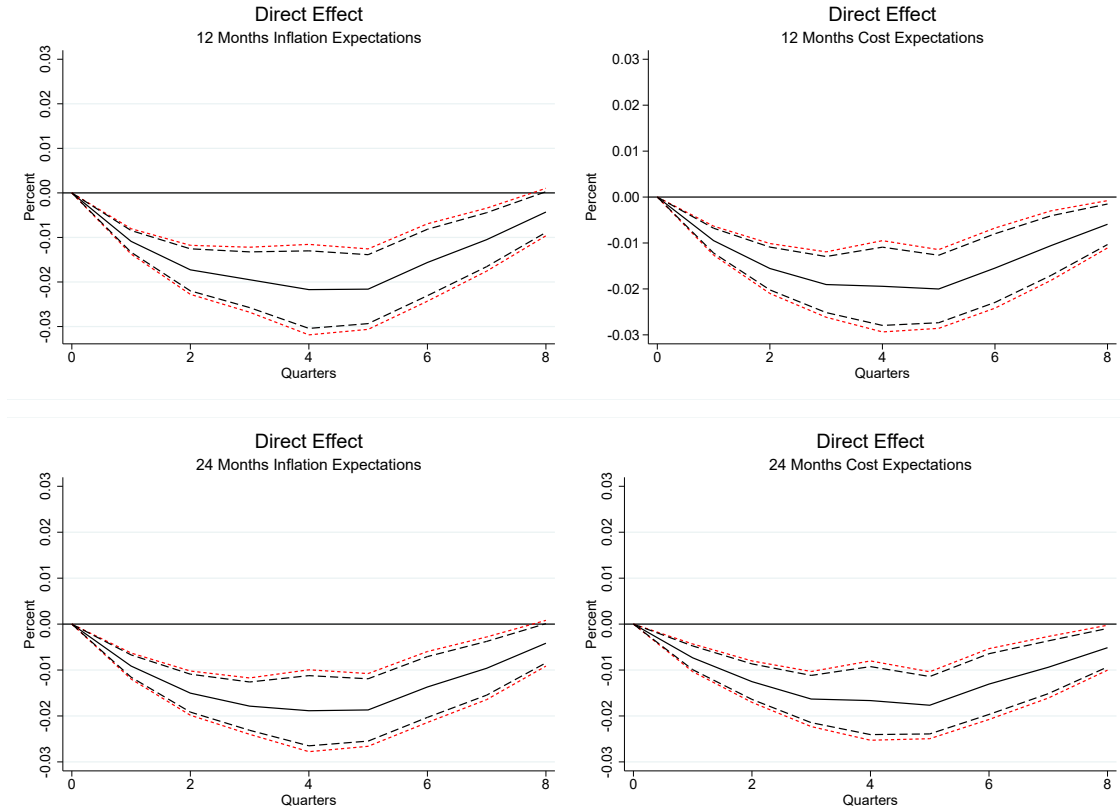 Direct Effect
12 Months Inflation Expectations
0.03
0.02
0.01
0.00
-0.01
-0.02
-0.03
Percent
0 2 4 6 8
Quarters
Direct Effect
12 Months Cost Expectations
0.03
0.02
0.01
0.00
-0.01
-0.02
-0.03
Percent
0 2 4 6 8
Quarters
Direct Effect
24 Months Inflation Expectations
0.03
0.02
0.01
0.00
-0.01
-0.02
-0.03
Percent
0 2 4 6 8
Quarters
Direct Effect
24 Months Cost Expectations
0.03
0.02
0.01
0.00
-0.01
-0.02
-0.03
Percent
0 2 4 6 8
Quarters